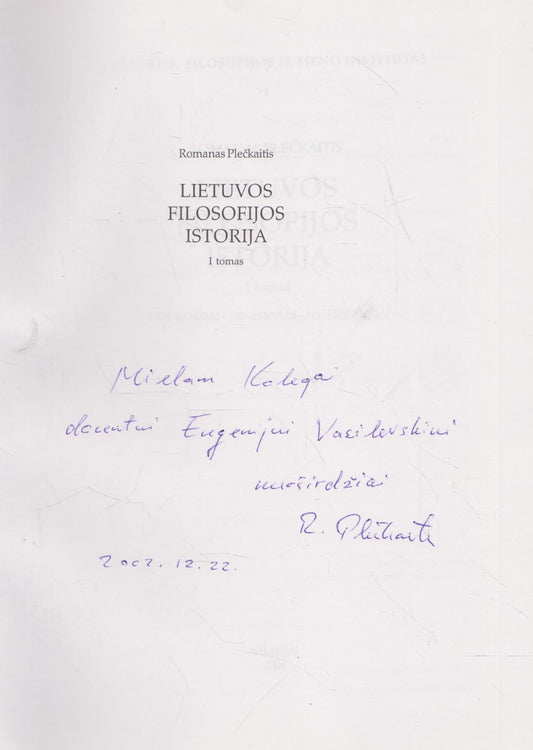 Romanas Plečkaitis
LIETUVOS
FILOSOFIJOS
ISTORIJA
I tomas
Mielam Kolegai
docentui Eugenijui Vasilevskiui
nuoširdžiai
R. Plečkaitis
2007.12.22.